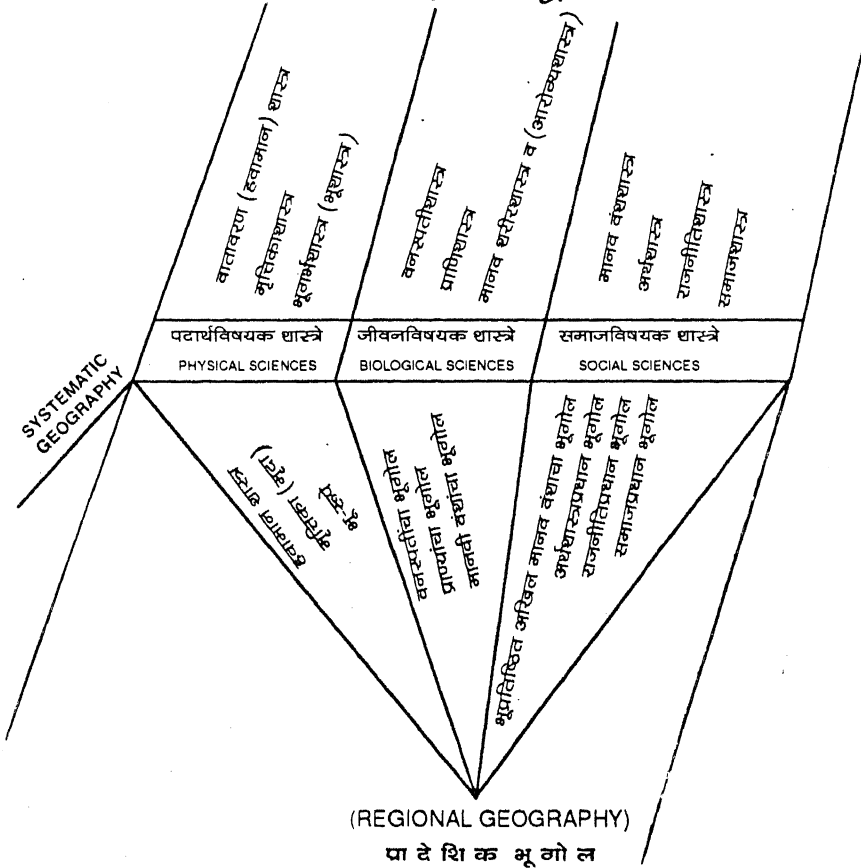 वातावरण (हवामान) शास्त्र
मृत्तिकाशास्त्र
भूगर्भशास्त्र (भूशास्त्र)
वनस्पतीशास्त्र
प्राणिशास्त्र
मानव शरीरशास्त्र व (आरोग्यशास्त्र)
मानव वंशशास्त्र
अर्थशास्त्र
राजनीतिशास्त्र
समाजशास्त्र
पदार्थविषयक शास्त्रे
PHYSICAL SCIENCES
जीवनविषयक शास्त्रे
BIOLOGICAL SCIENCES
समाजविषयक शास्त्रे
SOCIAL SCIENCES
SYSTEMATIC
GEOGRAPHY
हवामान शास्त्र
मृत्तिका (मृदा)
भू-रूपे
वनस्पतींचा भूगोल
प्राण्यांचा भूगोल
मानवी वंशांचा भूगोल
भूप्रतिष्ठित अखिल मानव वंशाचा भूगोल
अर्थशास्त्रप्रधान भूगोल
राजनीतिप्रधान भूगोल
समाजप्रधान भूगोल
(REGIONAL GEOGRAPHY)
प्रा दे शि क भू गो ल